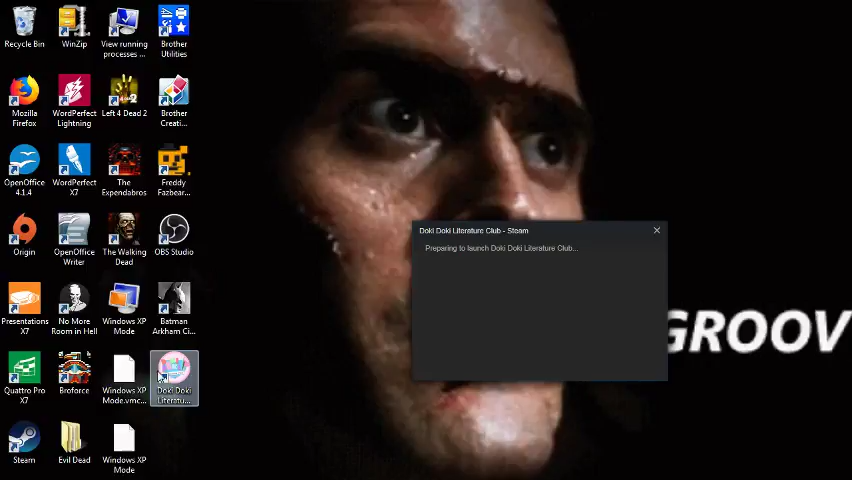 Recycle Bin
WinZip
View running
processes ...
Brother
Utilities
Mozilla
Firefox
WordPerfect
Lightning
Left 4 Dead 2
Brother
Creati...
OpenOffice
4.1.4
WordPerfect
X7
The
Expendabros
Freddy
Fazbear...
Origin
OpenOffice
Writer
The Walking
Dead
OBS Studio
Presentations
X7
No More
Room in Hell
Windows XP
Mode
Batman
Arkham Ci...
Quattro Pro
X7
Broforce
Windows XP
Mode.vmc...
Doki Doki
Literatu...
Steam
Evil Dead
Windows XP
Mode
Doki Doki Literature Club - Steam
Preparing to launch Doki Doki Literature Club...
GROOV